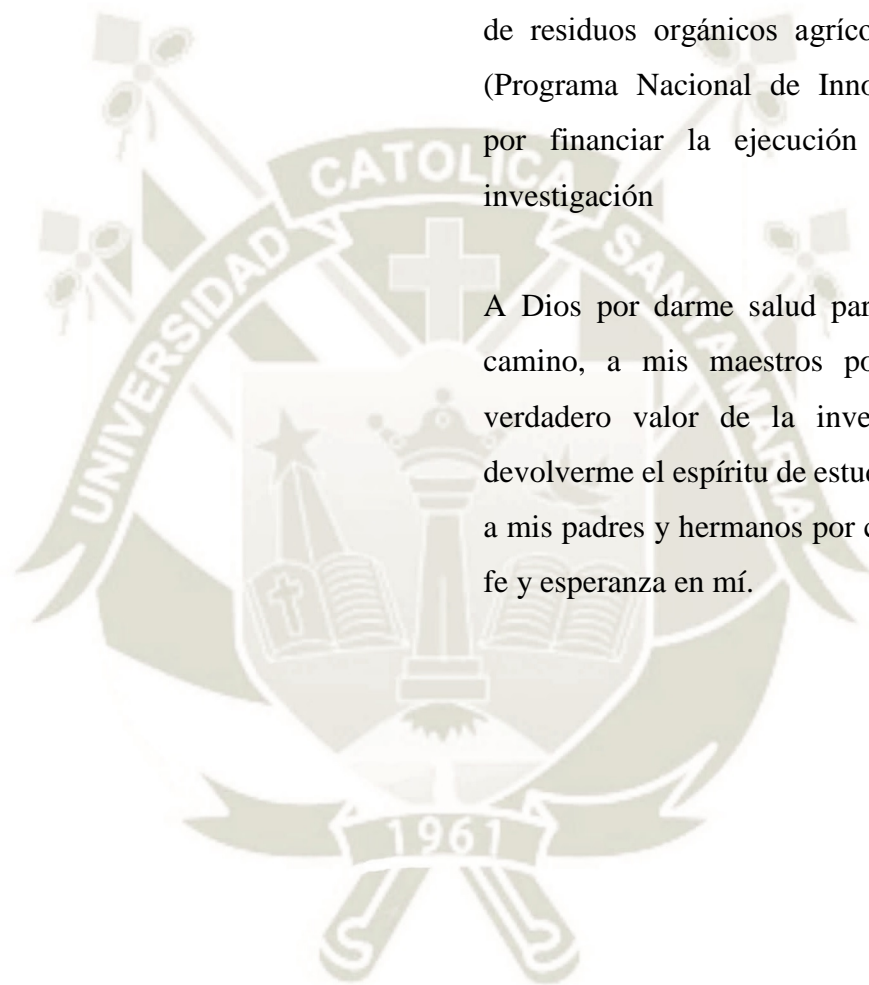 de residuos orgánicos agríco
(Programa Nacional de Inno
por financiar la ejecución
investigación
A Dios por darme salud par
camino, a mis maestros po
verdadero valor de la inve
devolverme el espíritu de estu
a mis padres y hermanos por
fe y esperanza en mí.
UNIVERSIDAD CATOLICA SANTA MARIA
1961